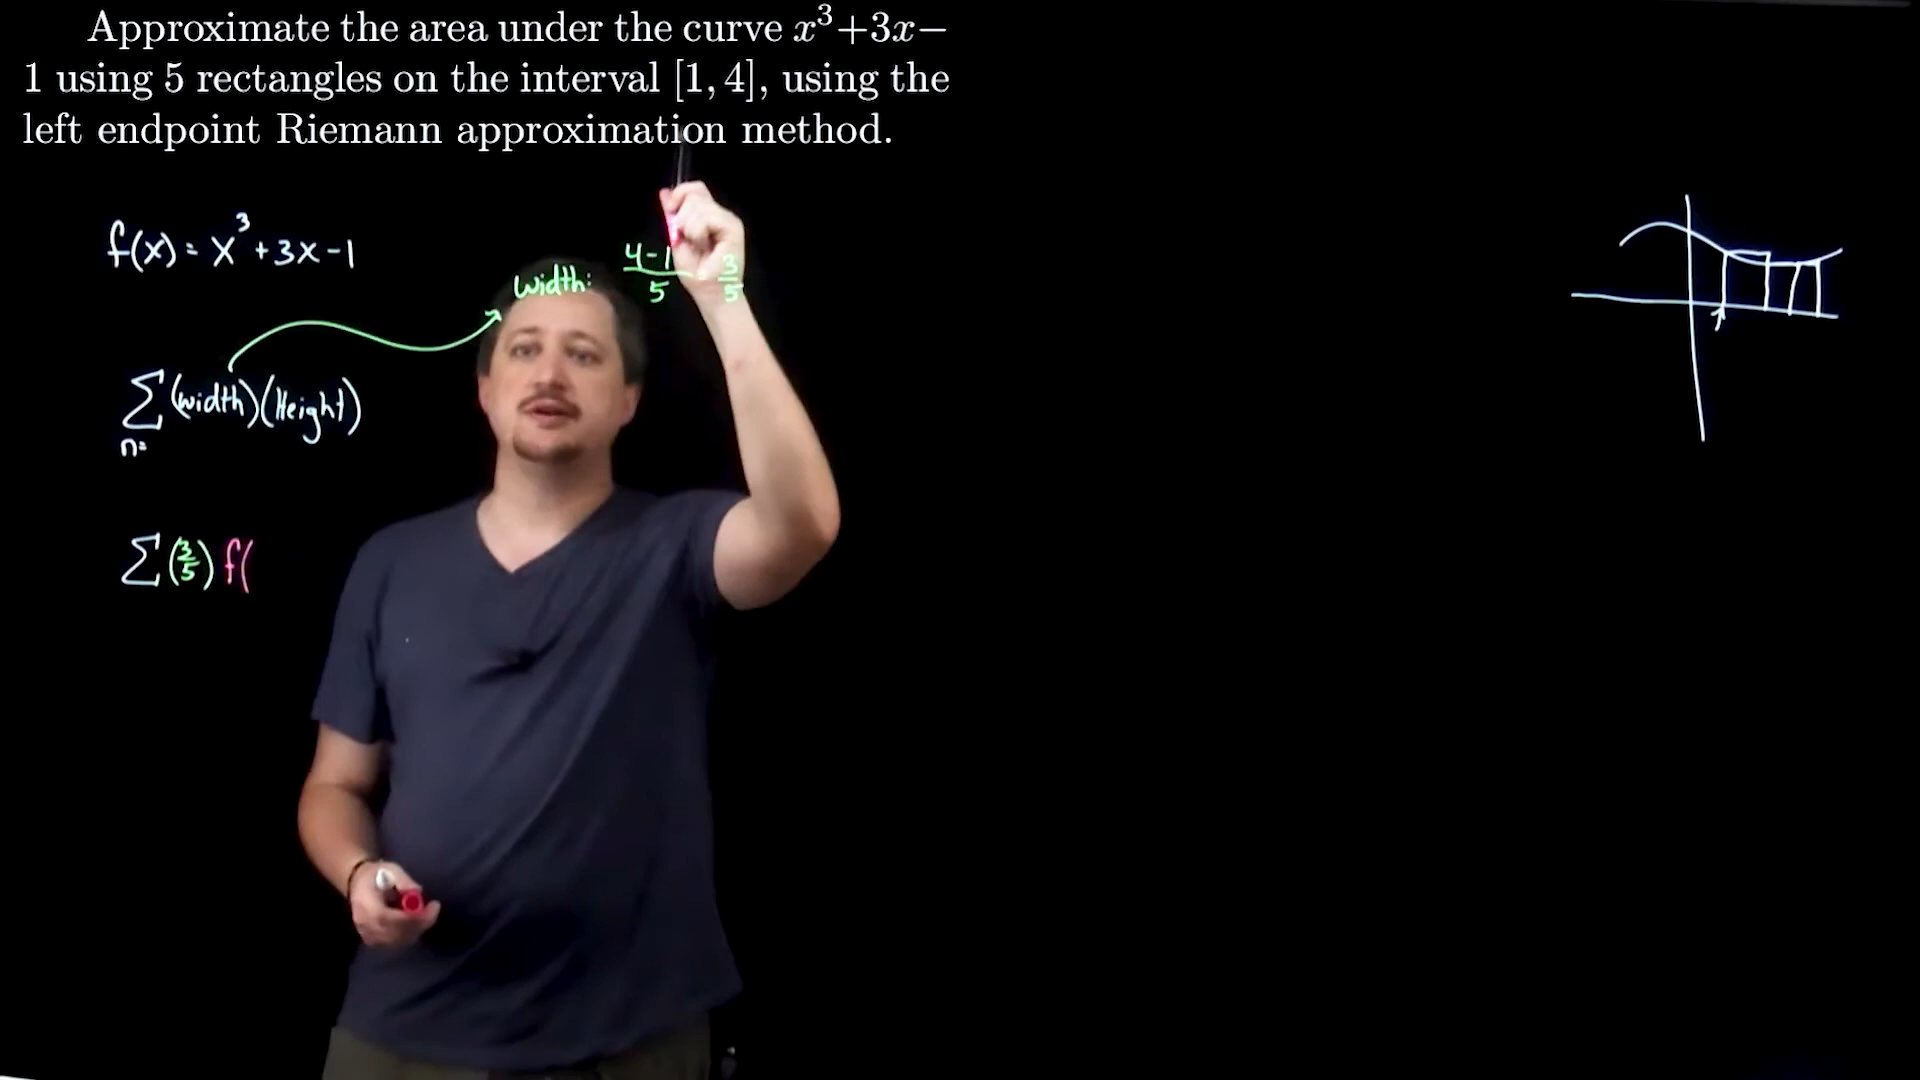 Approximate the area under the curve x³+3x−
1 using 5 rectangles on the interval [1, 4], using the
left endpoint Riemann approximation method.
f(x) = x³ + 3x - 1
width: 4-1/5 3/5
∑ (width)(Height)
n=
∑ (3/5) f(